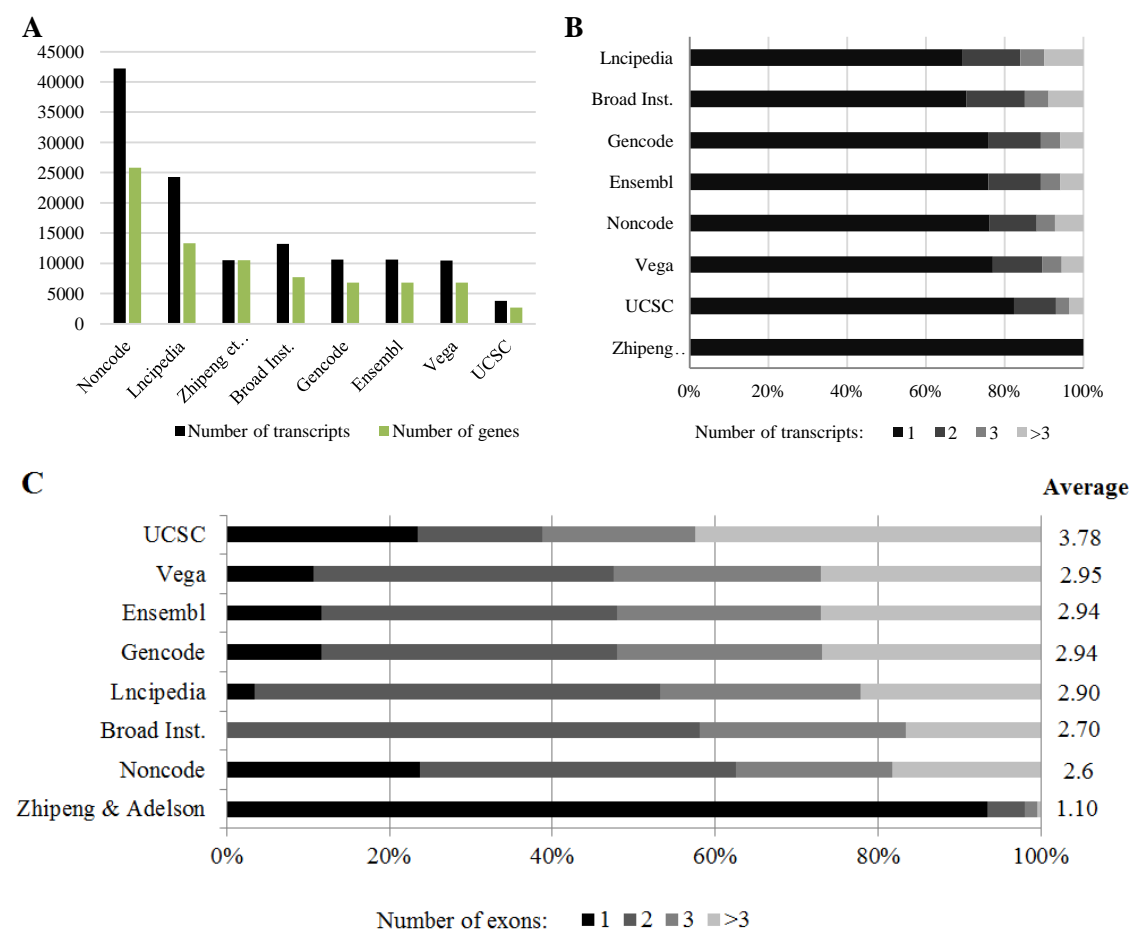 A
45000
40000
35000
30000
25000
20000
15000
10000
5000
0
Noncode
Lncipedia
Zhipeng et..
Broad Inst.
Gencode
Ensembl
Vega
UCSC
Number of transcripts
Number of genes
B
Lncipedia
Broad Inst.
Gencode
Ensembl
Noncode
Vega
UCSC
Zhipeng..
0% 20% 40% 60% 80% 100%
Number of transcripts: 1 2 3 >3
C
Average
UCSC 3.78
Vega 2.95
Ensembl 2.94
Gencode 2.94
Lncipedia 2.90
Broad Inst. 2.70
Noncode 2.6
Zhipeng & Adelson 1.10
0% 20% 40% 60% 80% 100%
Number of exons: 1 2 3 >3